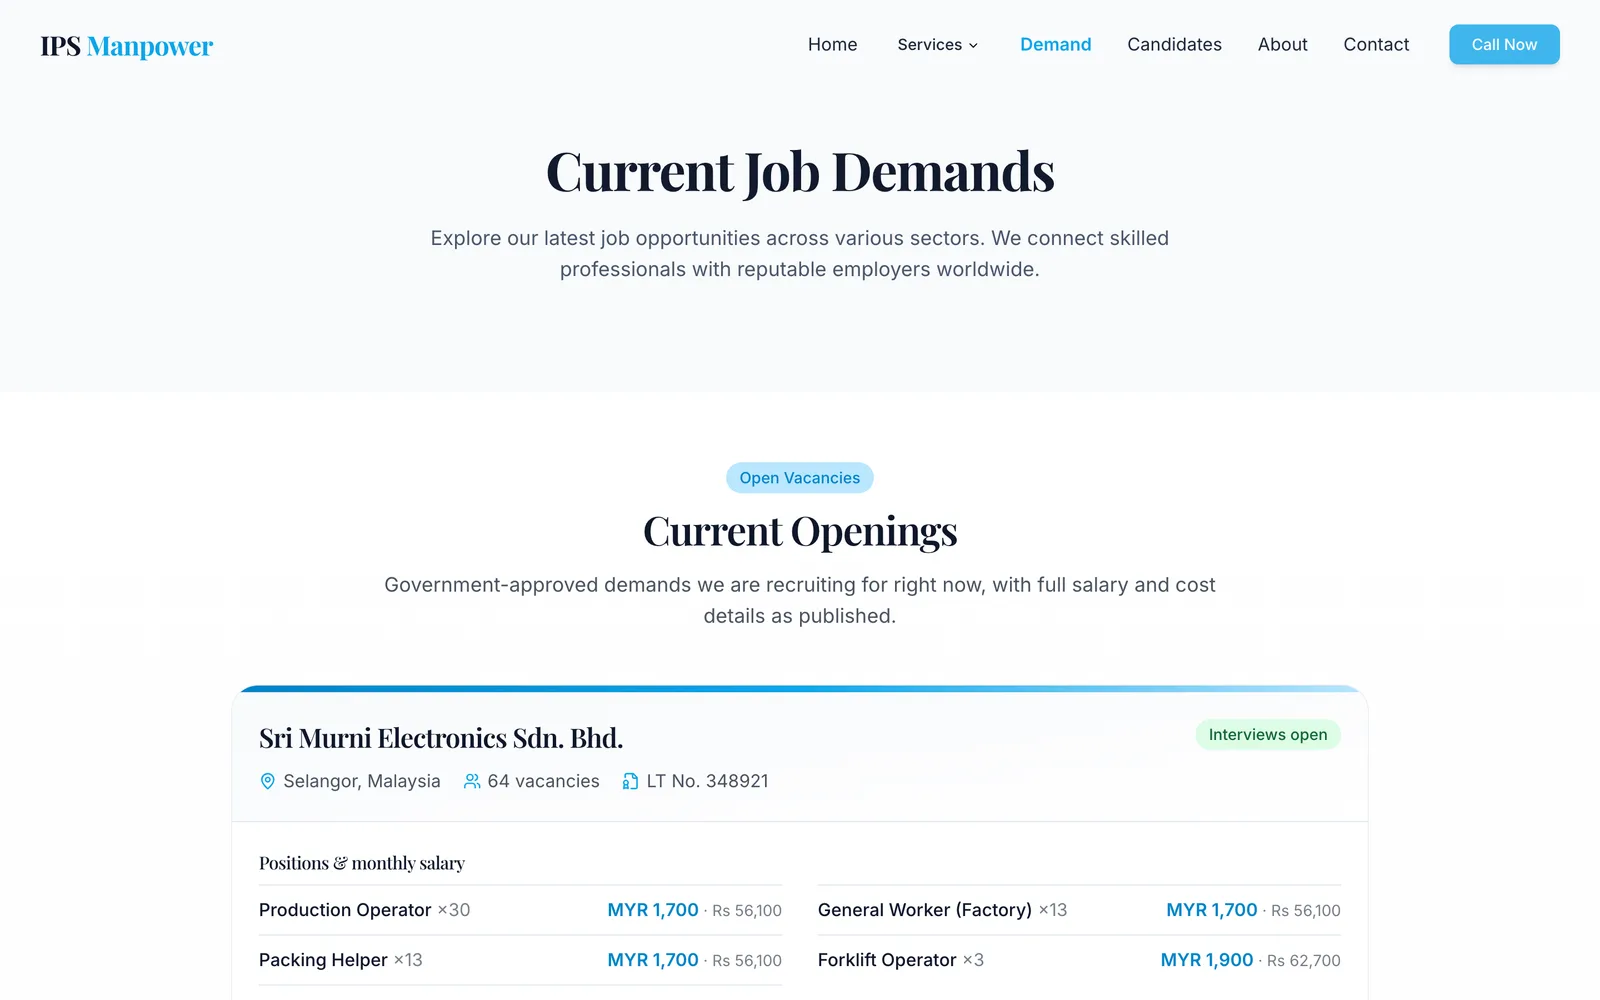 IPS Manpower
Home
Services
Demand
Candidates
About
Contact
Call Now
Current Job Demands
Explore our latest job opportunities across various sectors. We connect skilled
professionals with reputable employers worldwide.
Open Vacancies
Current Openings
Government-approved demands we are recruiting for right now, with full salary and cost
details as published.
Sri Murni Electronics Sdn. Bhd.
Interviews open
Selangor, Malaysia
64 vacancies
LT No. 348921
Positions & monthly salary
Production Operator ×30
MYR 1,700 · Rs 56,100
General Worker (Factory) ×13
MYR 1,700 · Rs 56,100
Packing Helper ×13
MYR 1,700 · Rs 56,100
Forklift Operator ×3
MYR 1,900 · Rs 62,700